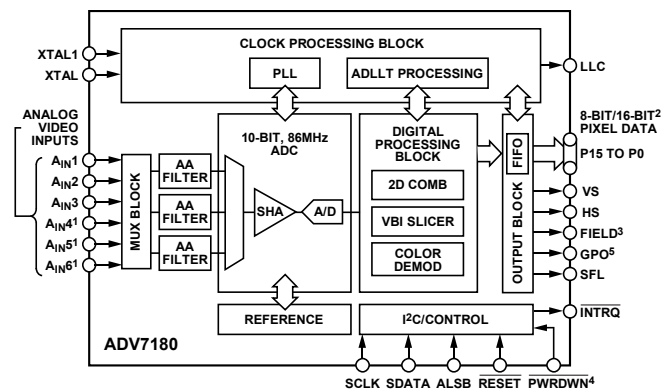 CLOCK PROCESSING BLOCK
XTAL1
XTAL
PLL
ADLLT PROCESSING
LLC
ANALOG
VIDEO
INPUTS
AIN1
AIN2
AIN3
AIN4¹
AIN5¹
AIN6¹
MUX BLOCK
AA
FILTER
AA
FILTER
AA
FILTER
10-BIT, 86MHz
ADC
SHA
A/D
DIGITAL
PROCESSING
BLOCK
2D COMB
VBI SLICER
COLOR
DEMOD
FIFO
OUTPUT BLOCK
8-BIT/16-BIT²
PIXEL DATA
P15 TO P0
VS
HS
FIELD³
GPO⁵
SFL
REFERENCE
I²C/CONTROL
INTRQ
ADV7180
SCLK SDATA ALSB RESET PWRDWN⁴